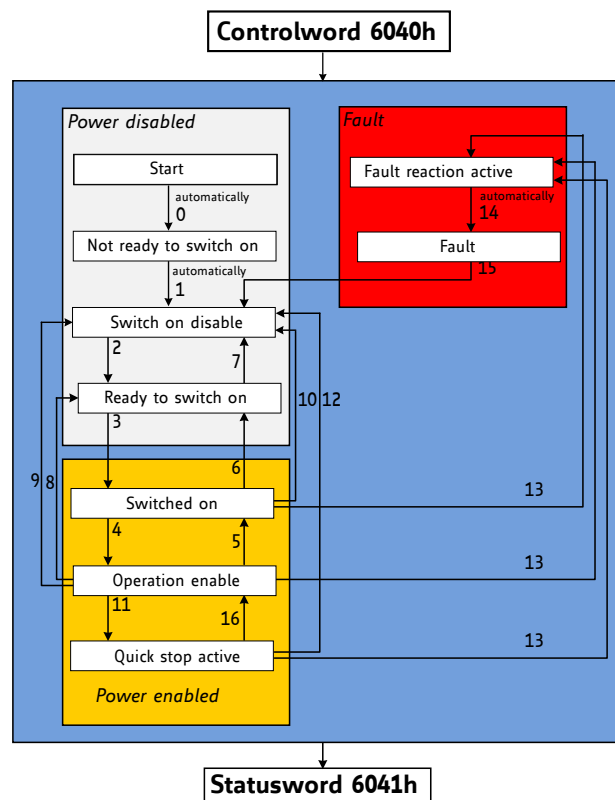 Controlword 6040h
Power disabled
Fault
Start
Fault reaction active
automatically
0
automatically
14
Not ready to switch on
Fault
automatically
1
15
Switch on disable
2
7
Ready to switch on
10
12
3
6
9
8
Switched on
13
4
5
Operation enable
13
11
16
Quick stop active
13
Power enabled
Statusword 6041h